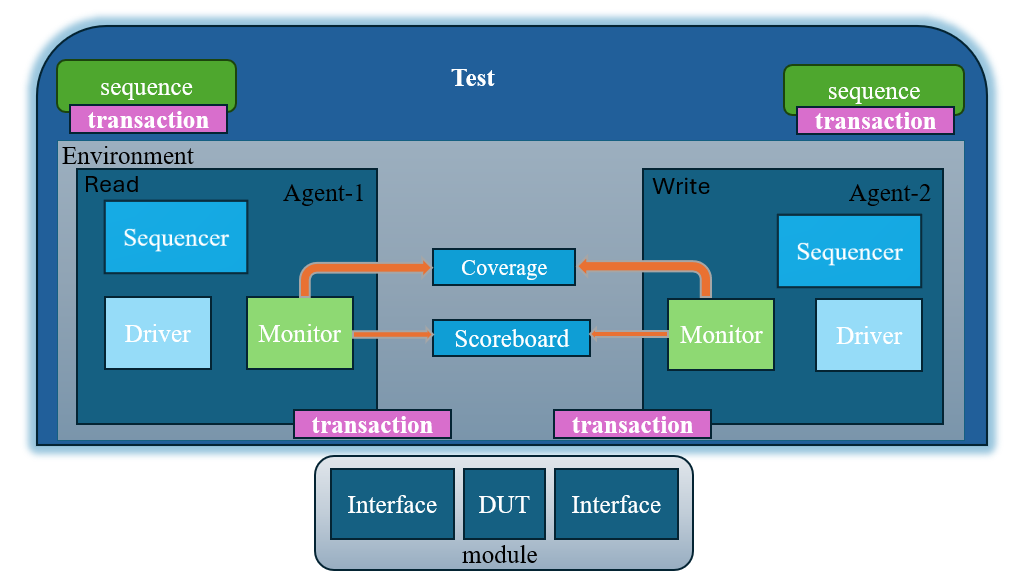 Test
sequence
transaction
sequence
transaction
Environment
Read
Agent-1
Sequencer
Driver
Monitor
Coverage
Scoreboard
Write
Agent-2
Sequencer
Monitor
Driver
transaction
transaction
Interface
DUT
Interface
module